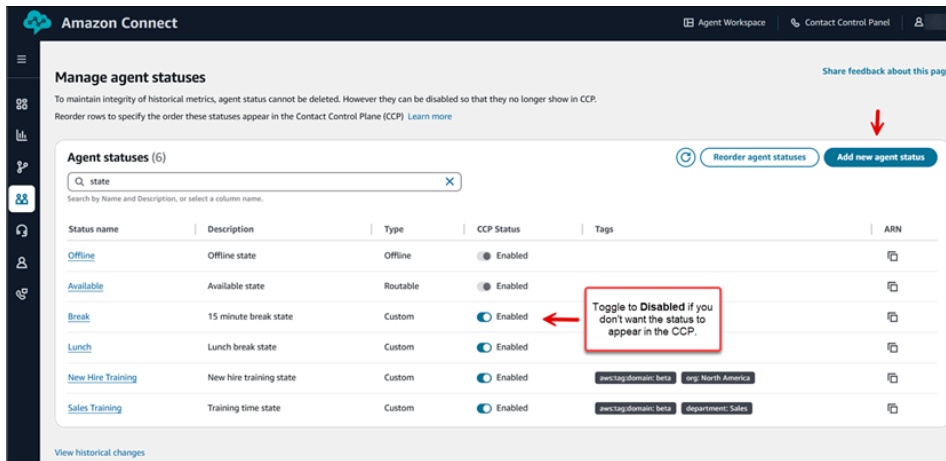 Amazon Connect
Agent Workspace
Contact Control Panel
Share feedback about this pag
Manage agent statuses
To maintain integrity of historical metrics, agent status cannot be deleted. However they can be disabled so that they no longer show in CCP.
Reorder rows to specify the order these statuses appear in the Contact Control Plane (CCP) Learn more
Agent statuses (6)
Reorder agent statuses
Add new agent status
state
Search by Name and Description, or select a column name.
Status name Description Type CCP Status Tags ARN
Offline Offline state Offline Enabled
Available Available state Routable Enabled
Break 15 minute break state Custom Enabled
Toggle to Disabled if you
don't want the status to
appear in the CCP.
Lunch Lunch break state Custom Enabled
New Hire Training New hire training state Custom Enabled aws:tag:domain: beta org: North America
Sales Training Training time state Custom Enabled aws:tag:domain: beta department: Sales
View historical changes